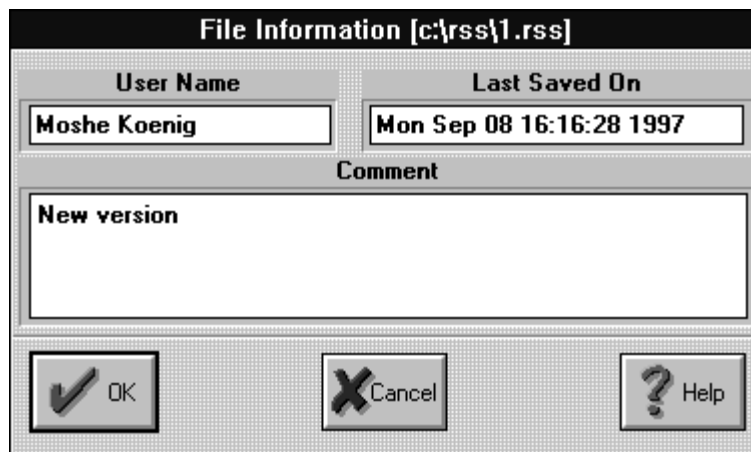 File Information [c:\rss\1.rss]
User Name
Last Saved On
Moshe Koenig
Mon Sep 08 16:16:28 1997
Comment
New version
OK
Cancel
Help